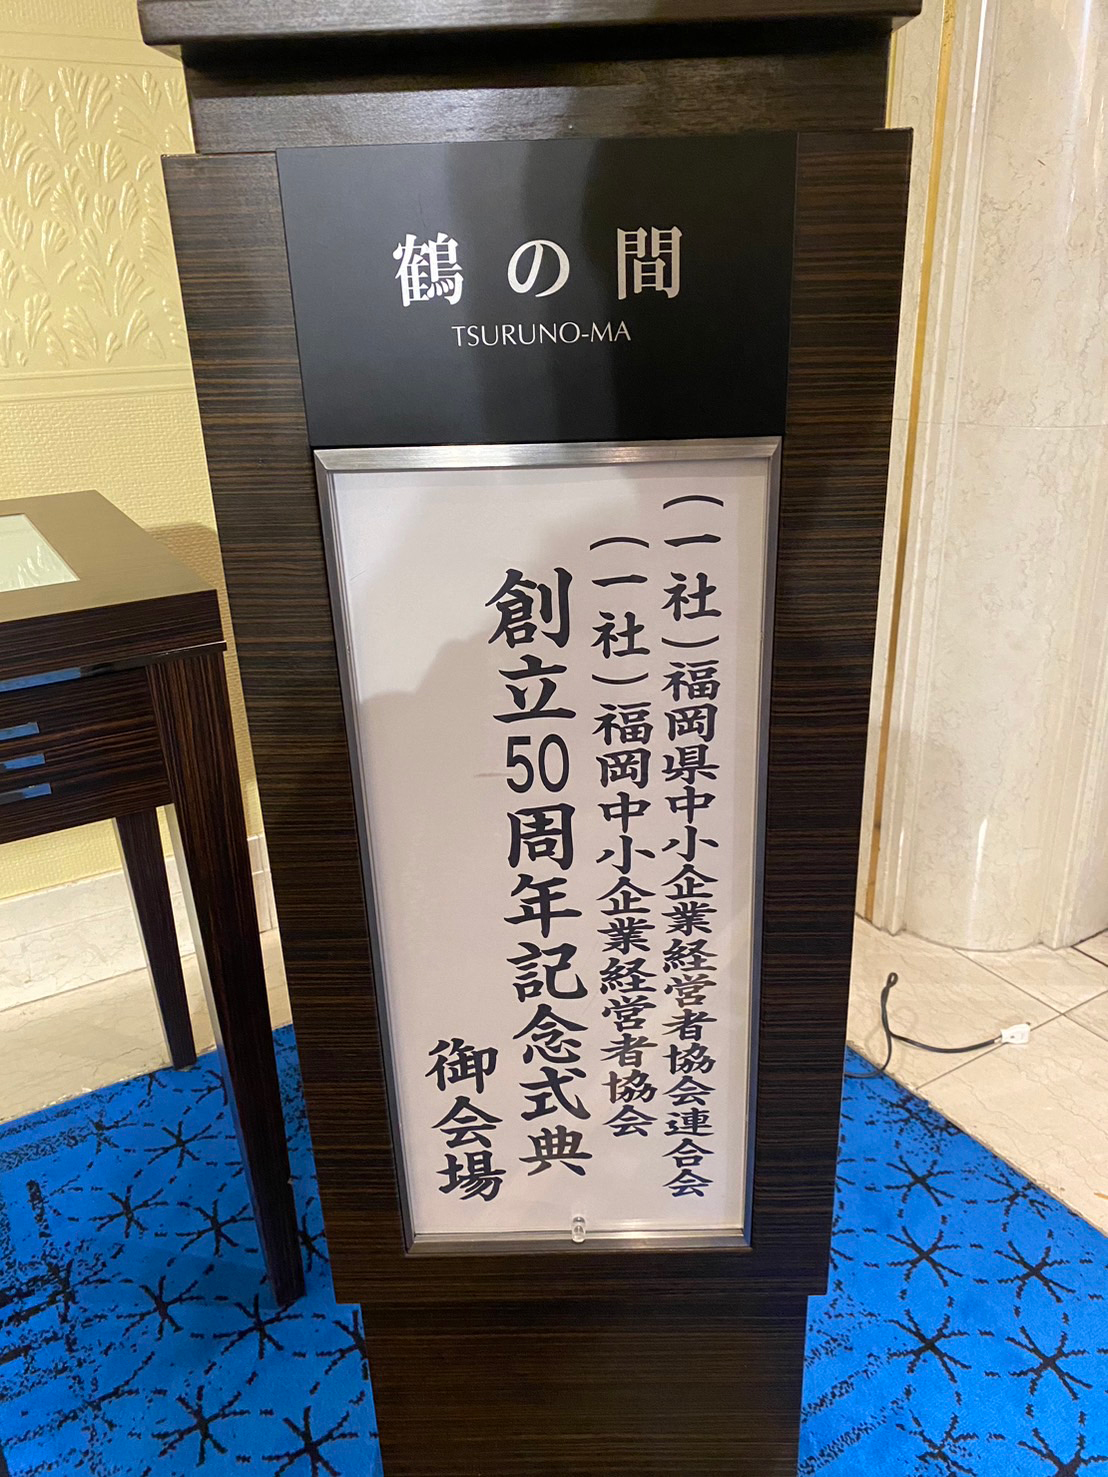 鶴の間
TSURUNO-MA
（一社）福岡県中小企業経営者協会連合会
（一社）福岡中小企業経営者協会
創立50周年記念式典
御会場